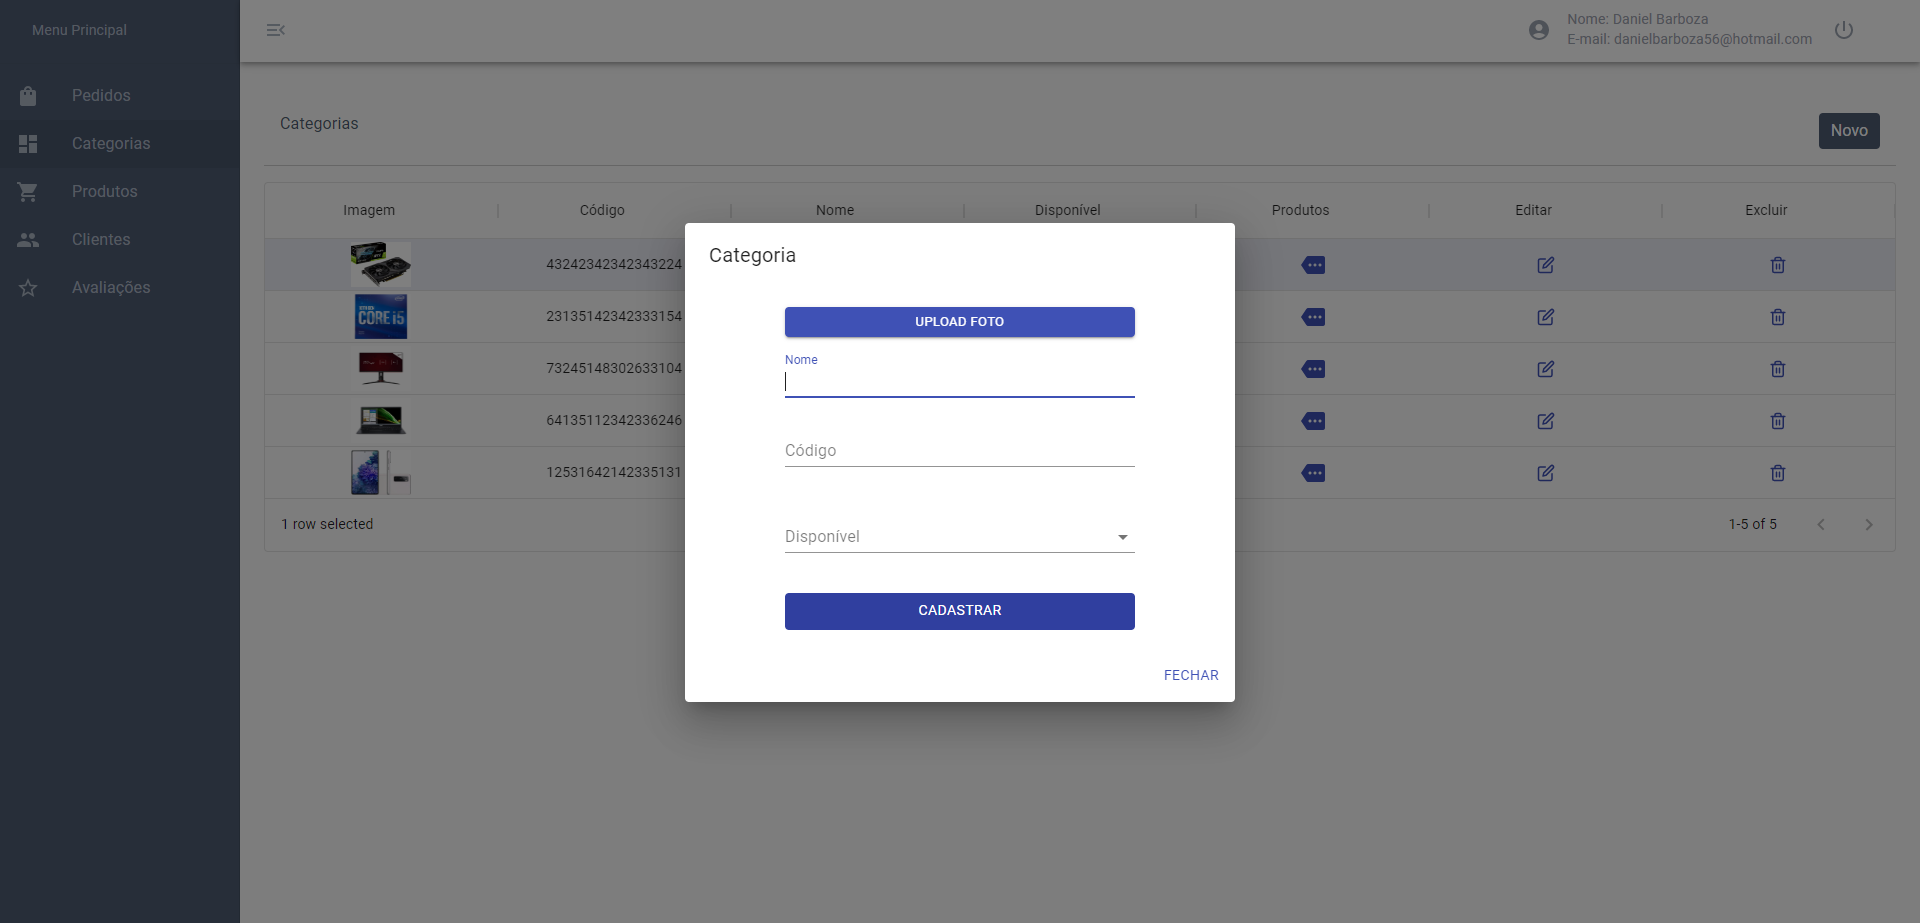 Menu Principal
Nome: Daniel Barboza
E-mail: danielbarboza56@hotmail.com
Pedidos
Categorias
Produtos
Clientes
Avaliações
Categorias
Novo
Imagem
Código
Nome
Disponível
Produtos
Editar
Excluir
43242342342343224
23135142342333154
CORE i5
73245148302633104
64135112342336246
12531642142335131
1 row selected
1-5 of 5
Categoria
UPLOAD FOTO
Nome
Código
Disponível
CADASTRAR
FECHAR